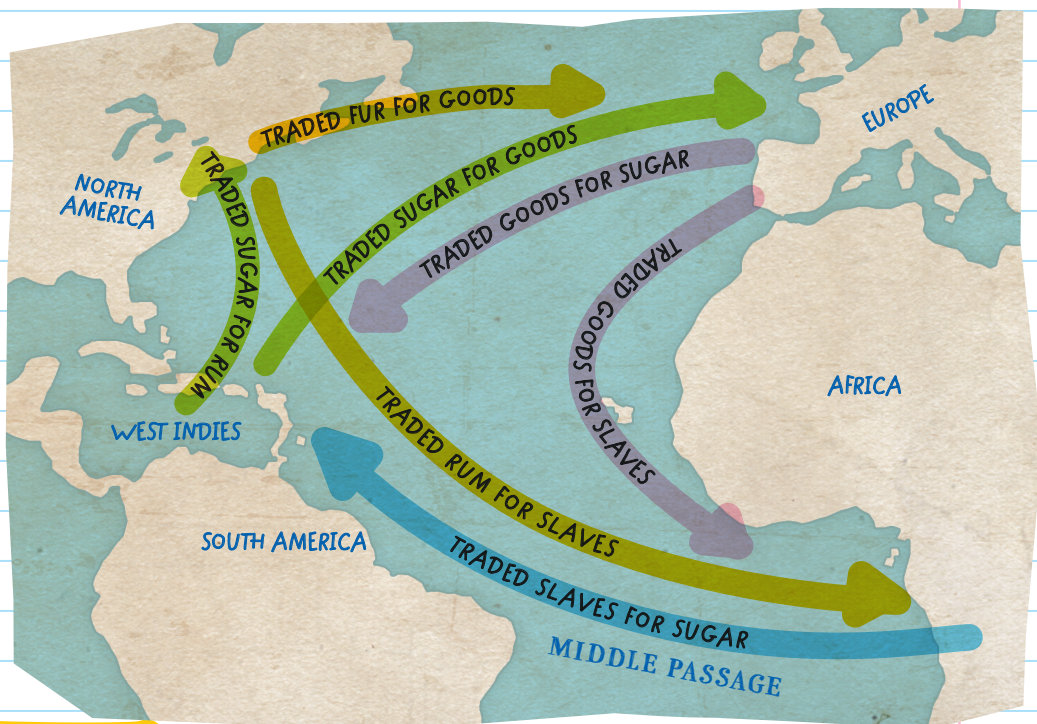 TRADED FUR FOR GOODS
EUROPE
TRADED SUGAR FOR GOODS
TRADED GOODS FOR SUGAR
NORTH
AMERICA
TRADED SUGAR FOR RUM
TRADED GOODS FOR SLAVES
AFRICA
WEST INDIES
TRADED RUM FOR SLAVES
SOUTH AMERICA
TRADED SLAVES FOR SUGAR
MIDDLE PASSAGE